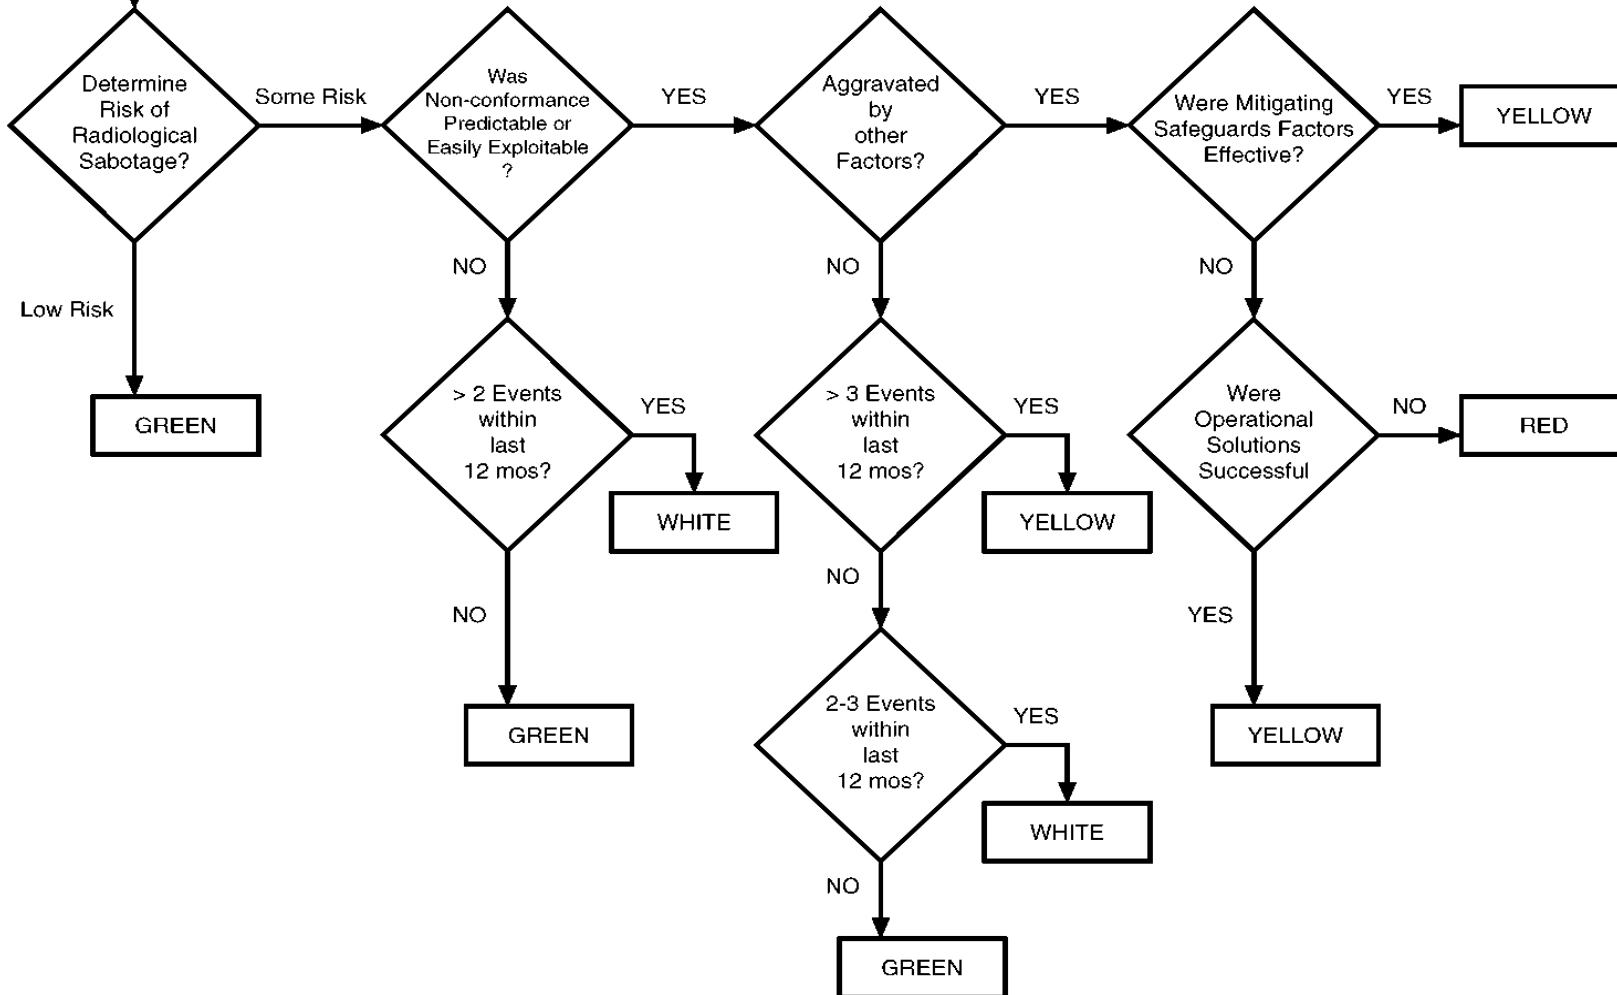 Determine
Risk of
Radiological
Sabotage?
Some Risk
Was
Non-conformance
Predictable or
Easily Exploitable
?
YES
Aggravated
by
other
Factors?
YES
Were Mitigating
Safeguards Factors
Effective?
YES
YELLOW
Low Risk
GREEN
NO
> 2 Events
within
last
12 mos?
YES
WHITE
NO
GREEN
NO
> 3 Events
within
last
12 mos?
YES
YELLOW
NO
2-3 Events
within
last
12 mos?
YES
WHITE
NO
GREEN
NO
Were
Operational
Solutions
Successful
NO
RED
YES
YELLOW